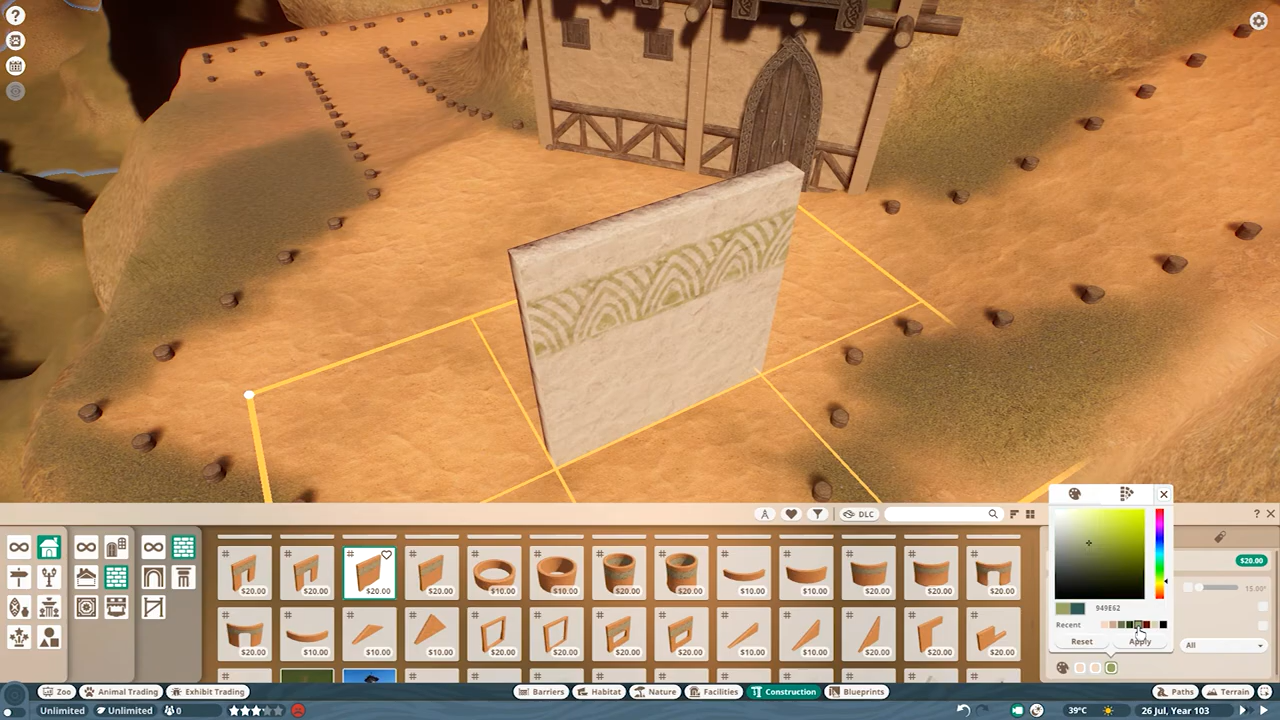 DLC
$20.00 $20.00 $20.00 $20.00 $10.00 $10.00 $20.00 $20.00 $10.00 $10.00 $20.00 $20.00 $20.00
$20.00 $10.00 $10.00 $10.00 $20.00 $20.00 $20.00 $20.00 $10.00 $10.00 $20.00 $20.00 $20.00
949E62
Recent
Reset Apply
$20.00
15.00°
All
Zoo Animal Trading Exhibit Trading Barriers Habitat Nature Facilities Construction Blueprints Paths Terrain
Unlimited Unlimited 0 39°C 26 Jul, Year 103